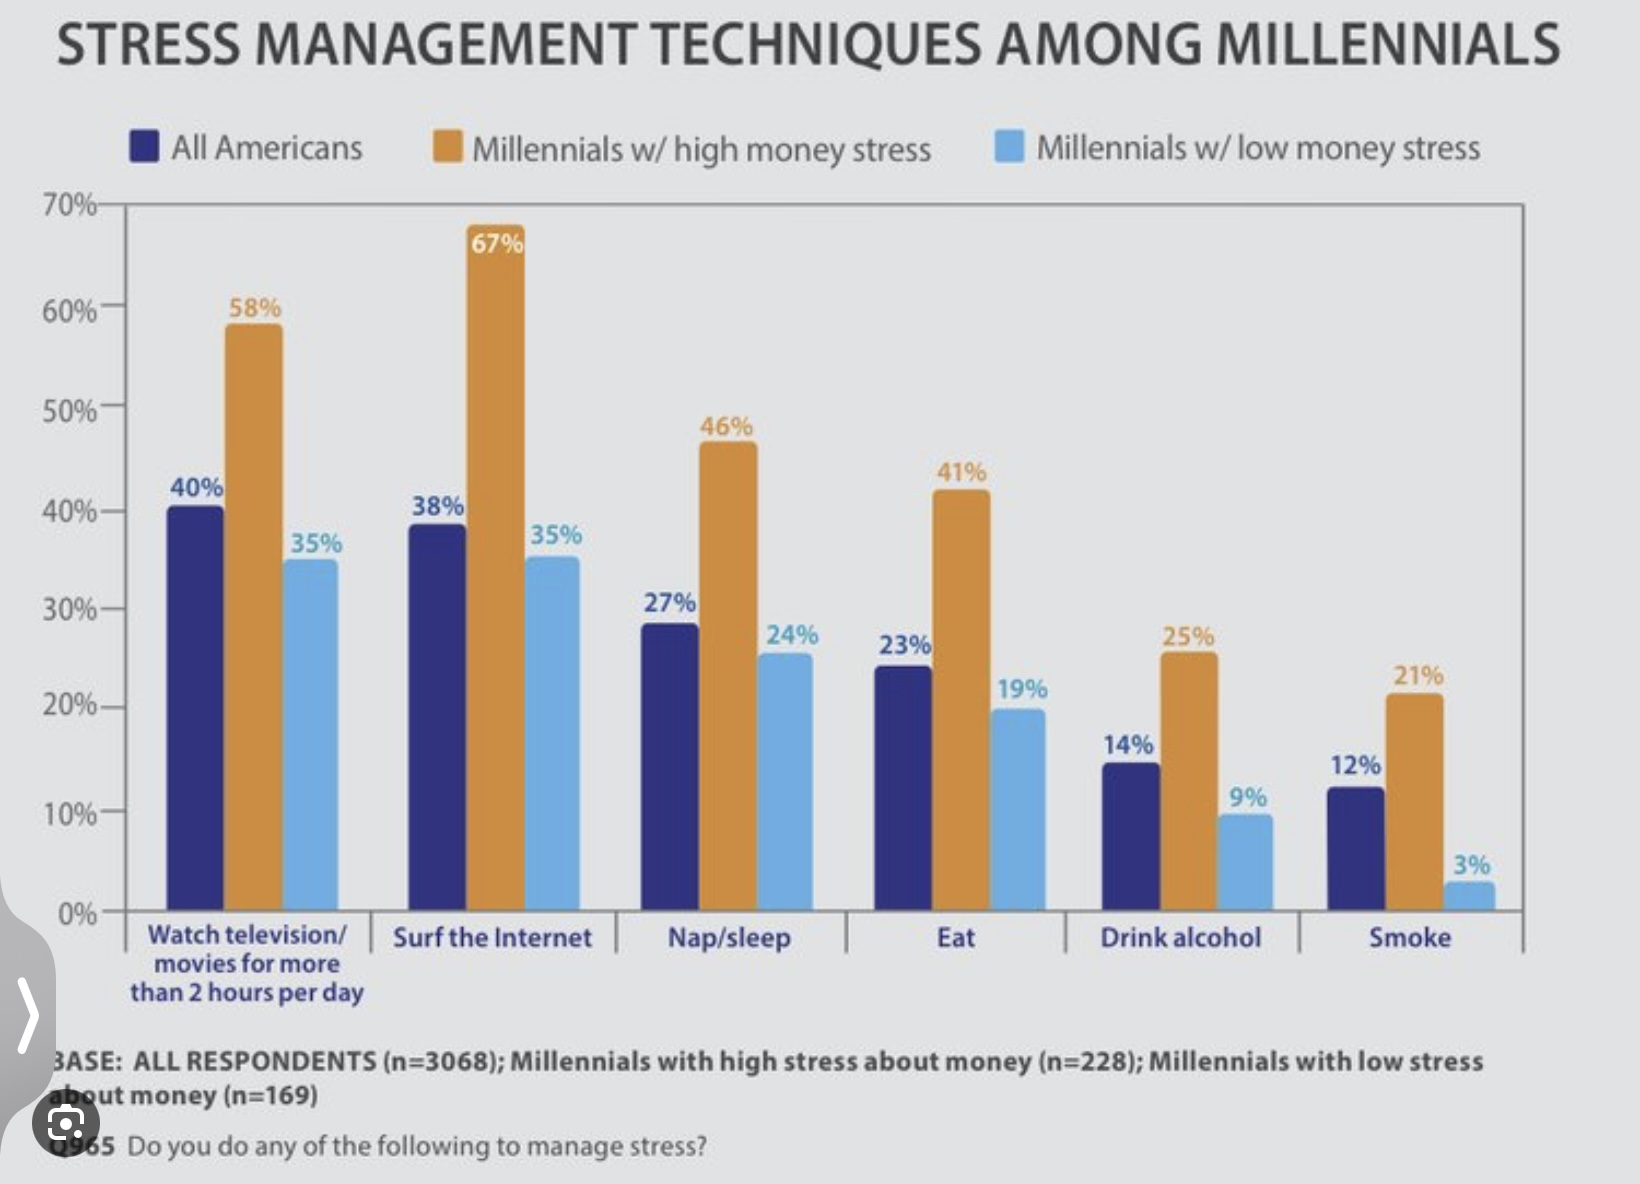 STRESS MANAGEMENT TECHNIQUES AMONG MILLENNIALS
All Americans
Millennials w/ high money stress
Millennials w/ low money stress
70%
60%
50%
40%
30%
20%
10%
0%
40%
58%
35%
38%
67%
35%
27%
46%
24%
23%
41%
19%
14%
25%
9%
12%
21%
3%
Watch television/
movies for more
than 2 hours per day
Surf the Internet
Nap/sleep
Eat
Drink alcohol
Smoke
BASE: ALL RESPONDENTS (n=3068); Millennials with high stress about money (n=228); Millennials with low stress
about money (n=169)
Q965 Do you do any of the following to manage stress?